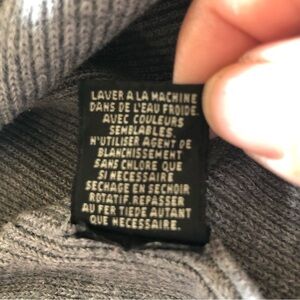 LAVER A LA MACHINE
DANS DE L'EAU FROIDE.
AVEC COULEURS
SEMBLABLES.
N'UTILISER AGENT DE
BLANCHISSEMENT
SANS CHLORE QUE
SI NECESSAIRE
SECHAGE EN SECHOIR
ROTATIF. REPASSER
AU FER TIEDE AUTANT
QUE NECESSAIRE.